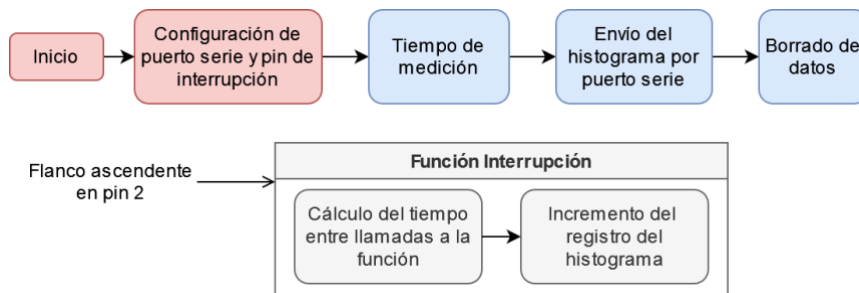 Inicio
Configuración de
puerto serie y pin de
interrupción
Tiempo de
medición
Envío del
histograma por
puerto serie
Borrado de
datos
Flanco ascendente
en pin 2
Función Interrupción
Cálculo del tiempo
entre llamadas a la
función
Incremento del
registro del
histograma